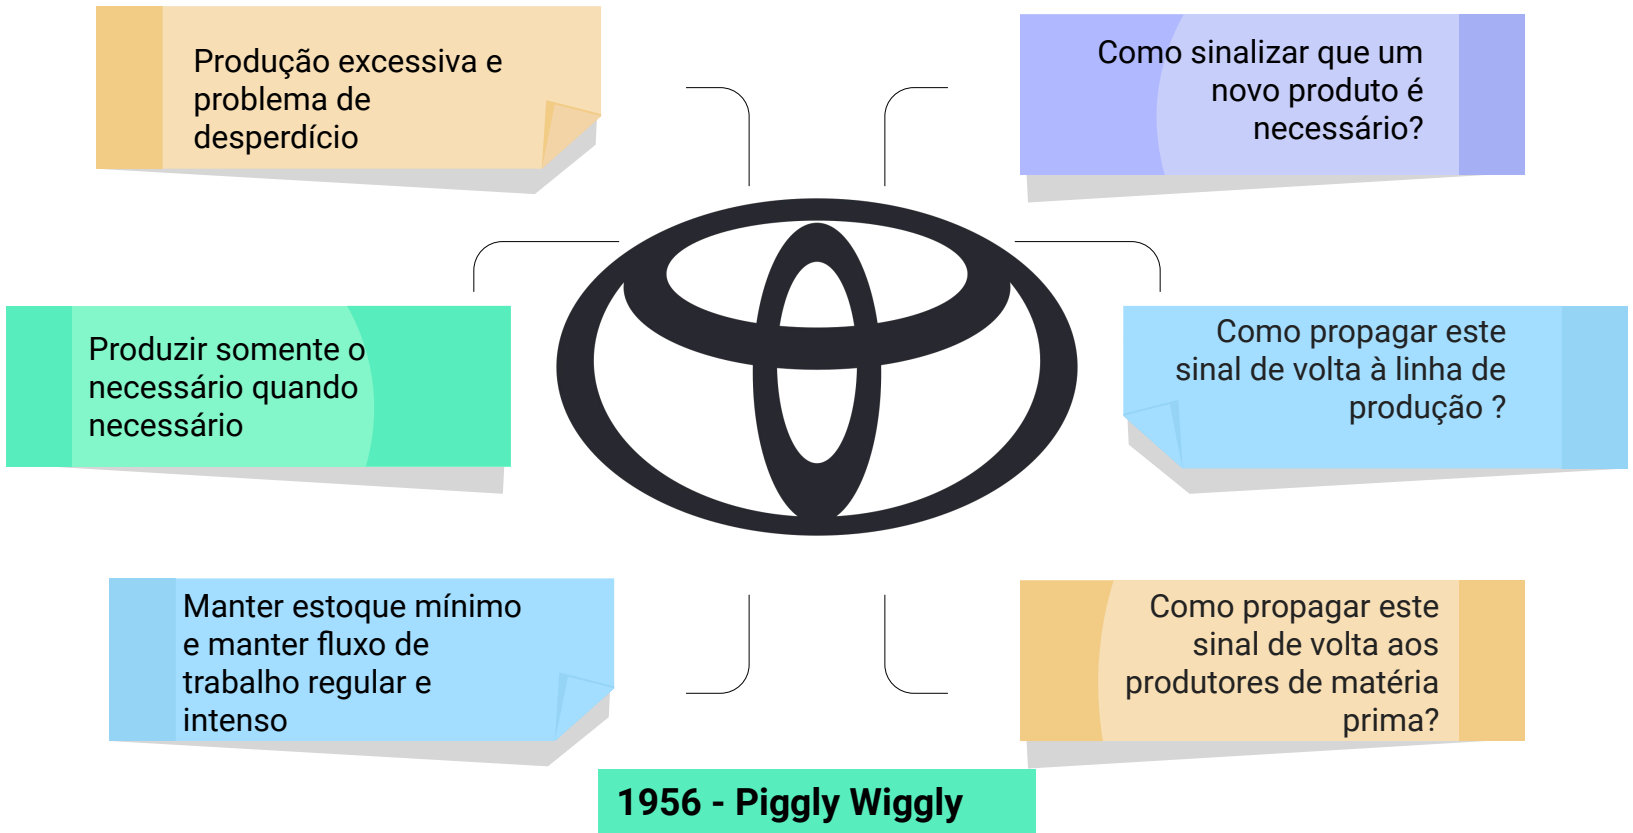 Produção excessiva e
problema de
desperdício
Produzir somente o
necessário quando
necessário
Manter estoque mínimo
e manter fluxo de
trabalho regular e
intenso
Como sinalizar que um
novo produto é
necessário?
Como propagar este
sinal de volta à linha de
produção ?
Como propagar este
sinal de volta aos
produtores de matéria
prima?
1956 - Piggly Wiggly